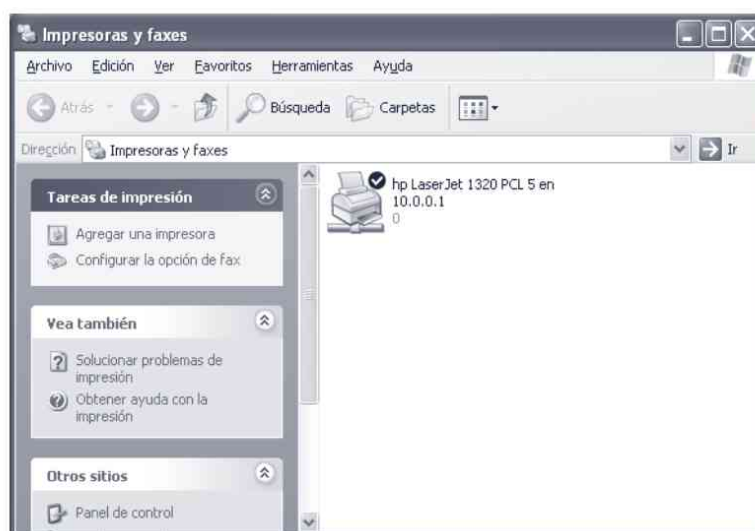 Impresoras y faxes
Archivo Edición Ver Favoritos Herramientas Ayuda
Atrás Búsqueda Carpetas
Dirección Impresoras y faxes Ir
Tareas de impresión
Agregar una impresora
Configurar la opción de fax
Vea también
Solucionar problemas de
impresión
Obtener ayuda con la
impresión
Otros sitios
Panel de control
hp LaserJet 1320 PCL 5 en
10.0.0.1
0